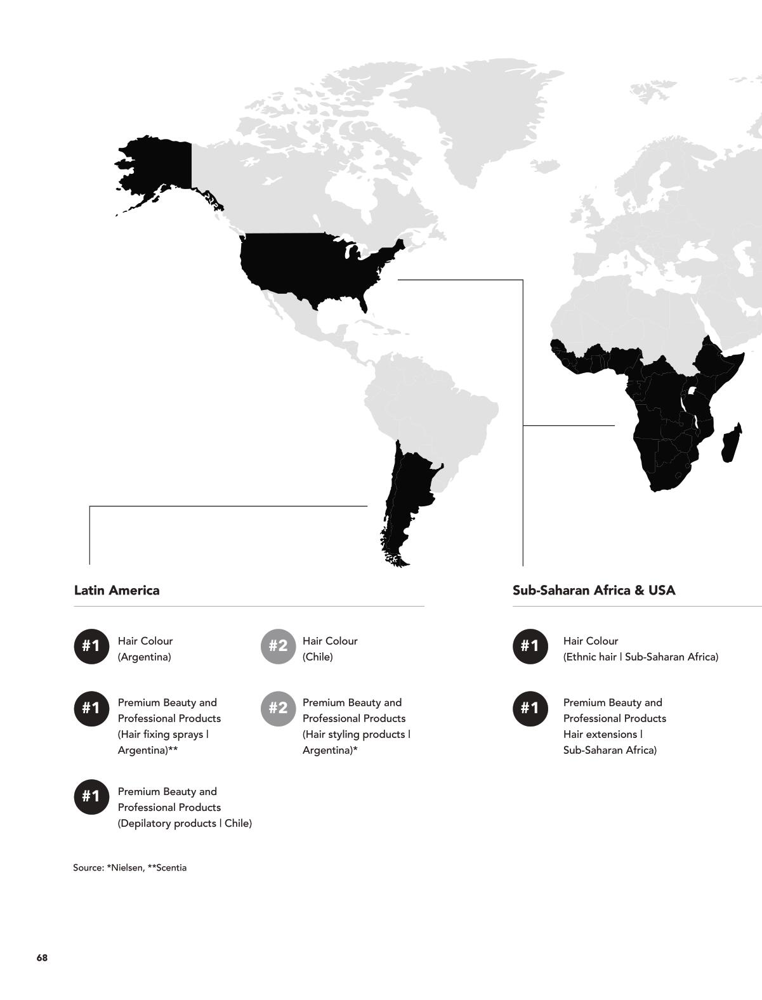 Latin America
#1
Hair Colour
(Argentina)
#2
Hair Colour
(Chile)
#1
Premium Beauty and
Professional Products
(Hair fixing sprays |
Argentina)**
#2
Premium Beauty and
Professional Products
(Hair styling products |
Argentina)*
#1
Premium Beauty and
Professional Products
(Depilatory products | Chile)
Source: *Nielsen, **Scentia
Sub-Saharan Africa & USA
#1
Hair Colour
(Ethnic hair | Sub-Saharan Africa)
#1
Premium Beauty and
Professional Products
Hair extensions |
Sub-Saharan Africa)
68